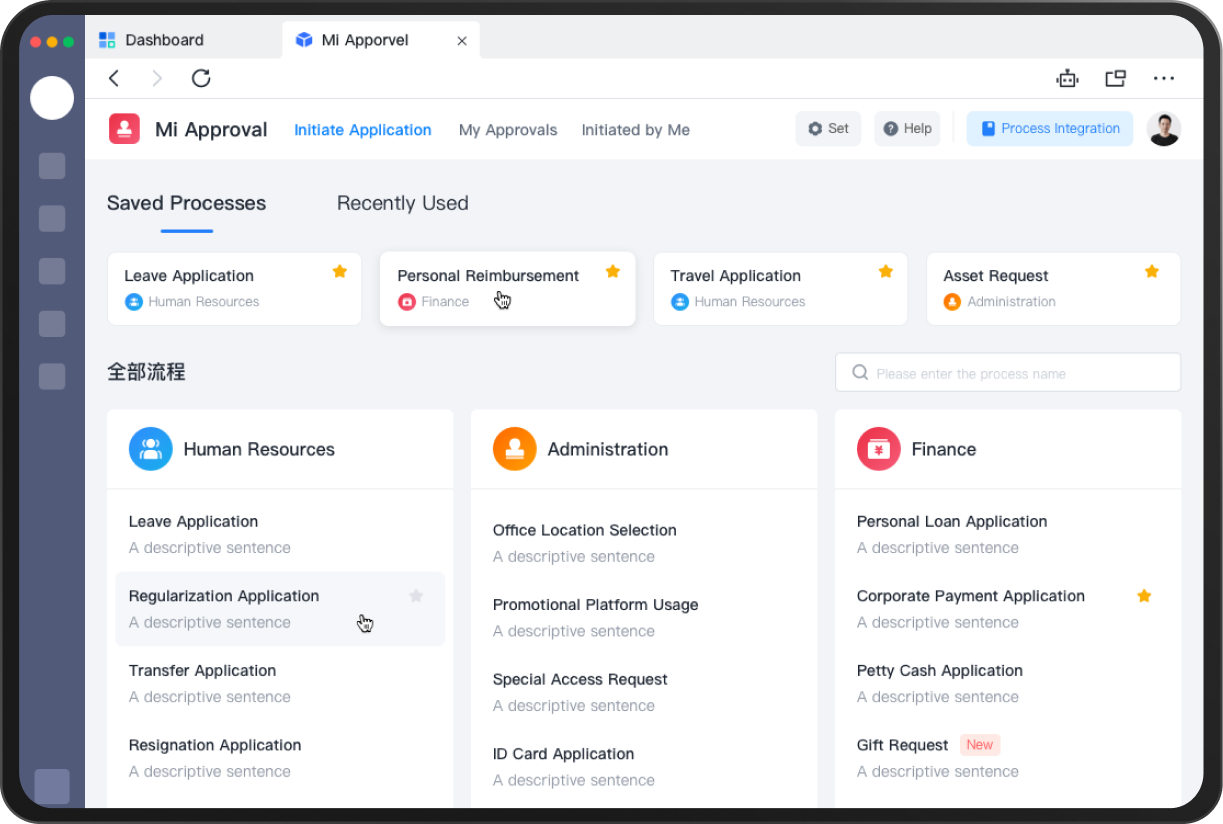 Dashboard
Mi Apporvel
Mi Approval
Initiate Application
My Approvals
Initiated by Me
Set
Help
Process Integration
Saved Processes
Recently Used
Leave Application
Human Resources
Personal Reimbursement
Finance
Travel Application
Human Resources
Asset Request
Administration
全部流程
Please enter the process name
Human Resources
Leave Application
A descriptive sentence
Regularization Application
A descriptive sentence
Transfer Application
A descriptive sentence
Resignation Application
A descriptive sentence
Administration
Office Location Selection
A descriptive sentence
Promotional Platform Usage
A descriptive sentence
Special Access Request
A descriptive sentence
ID Card Application
A descriptive sentence
¥
Finance
Personal Loan Application
A descriptive sentence
Corporate Payment Application
A descriptive sentence
Petty Cash Application
A descriptive sentence
Gift Request New
A descriptive sentence